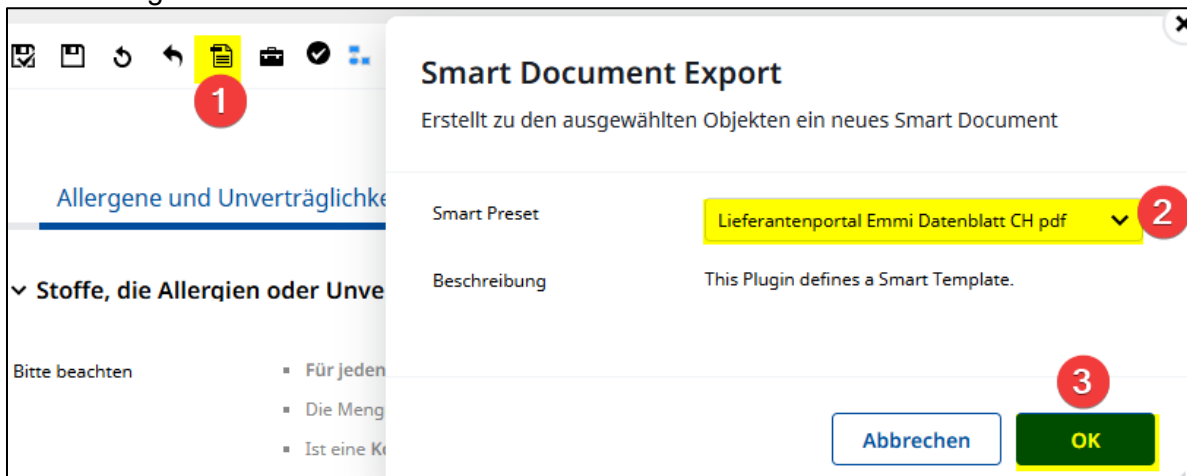 1
Smart Document Export
Erstellt zu den ausgewählten Objekten ein neues Smart Document
Allergene und Unverträglichke
Smart Preset
Lieferantenportal Emmi Datenblatt CH pdf
2
Beschreibung
This Plugin defines a Smart Template.
Stoffe, die Allergien oder Unve
Bitte beachten
Für jeden
Die Meng
Ist eine
3
Abbrechen
OK